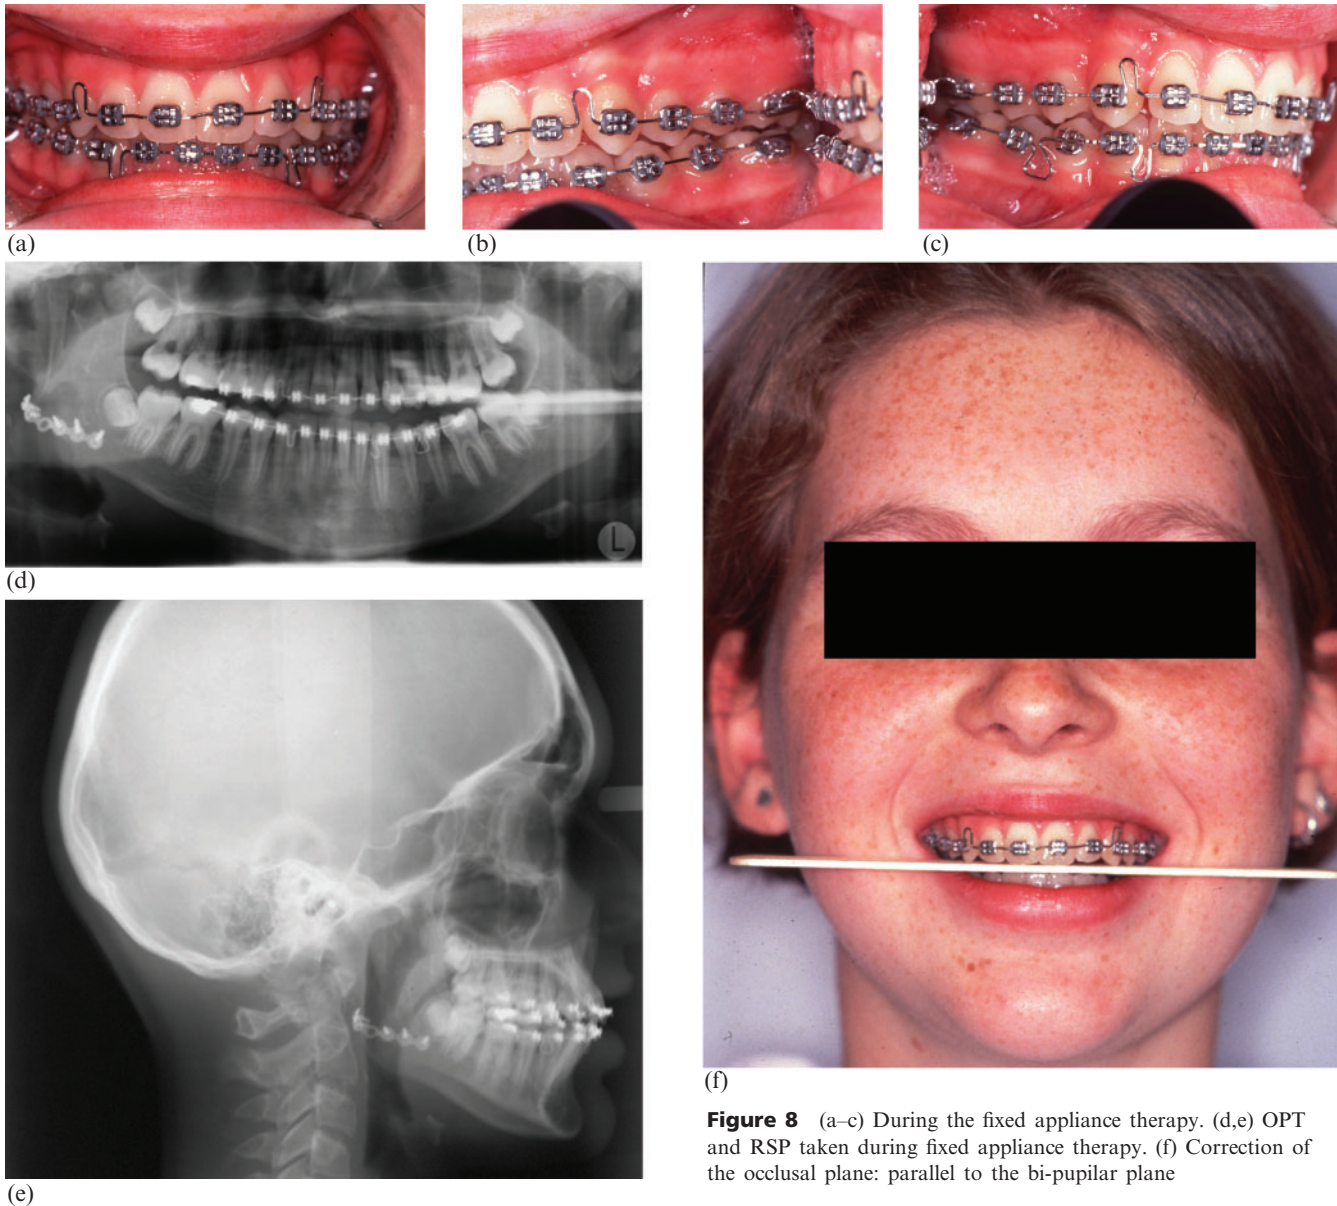 (a)
(b)
(c)
L
(d)
(e)
(f)
Figure 8 (a–c) During the fixed appliance therapy. (d,e) OPT
and RSP taken during fixed appliance therapy. (f) Correction of
the occlusal plane: parallel to the bi-pupilar plane